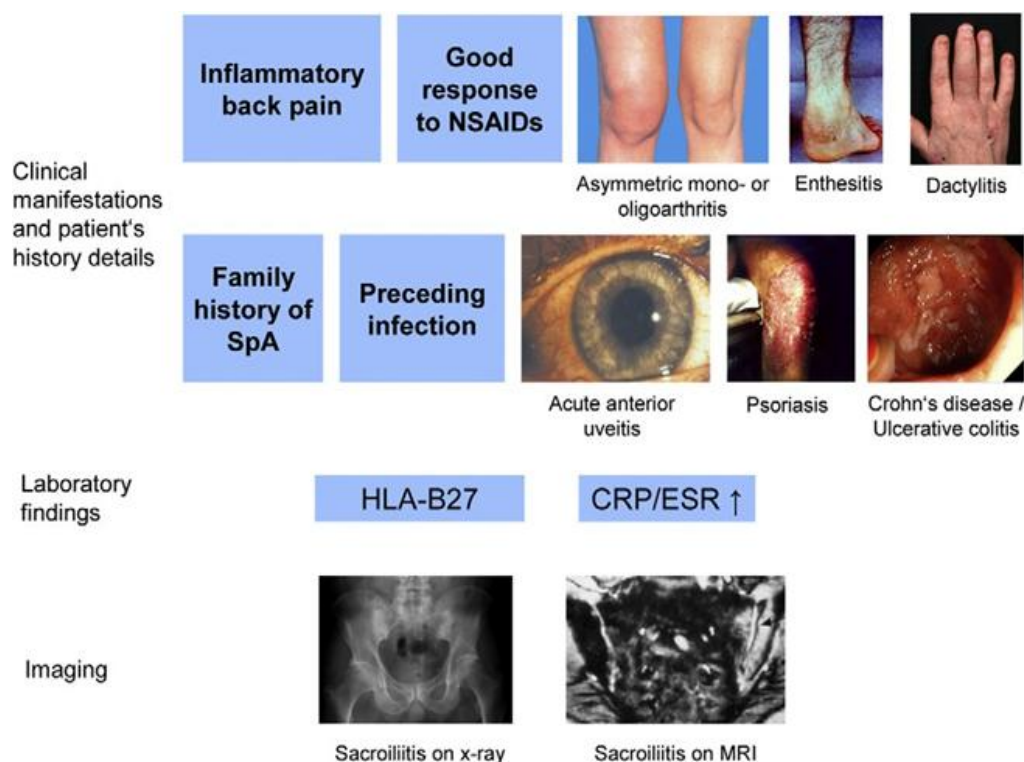 Inflammatory
back pain
Good
response
to NSAIDs
Clinical
manifestations
and patient‘s
history details
Asymmetric mono- or
oligoarthritis
Enthesitis
Dactylitis
Family
history of
SpA
Preceding
infection
Acute anterior
uveitis
Psoriasis
Crohn‘s disease /
Ulcerative colitis
Laboratory
findings
HLA-B27
CRP/ESR ↑
Imaging
Sacroiliitis on x-ray
Sacroiliitis on MRI